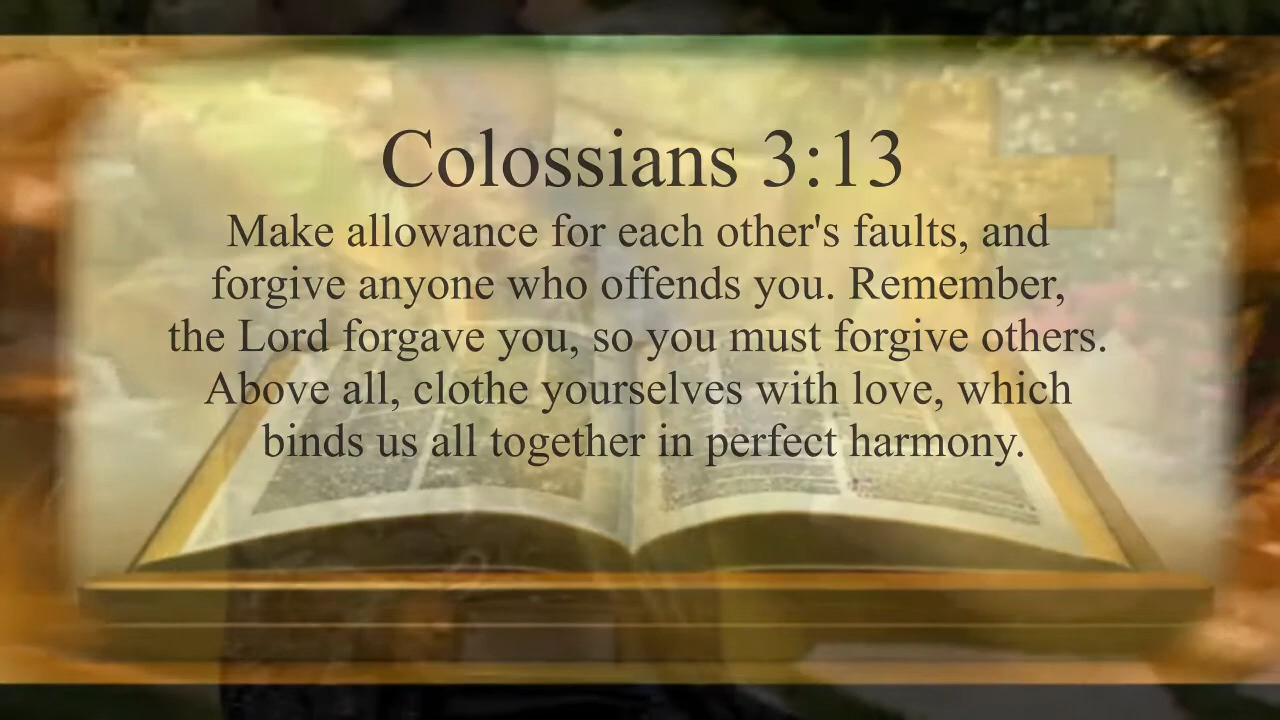 Colossians 3:13
Make allowance for each other's faults, and
forgive anyone who offends you. Remember,
the Lord forgave you, so you must forgive others.
Above all, clothe yourselves with love, which
binds us all together in perfect harmony.